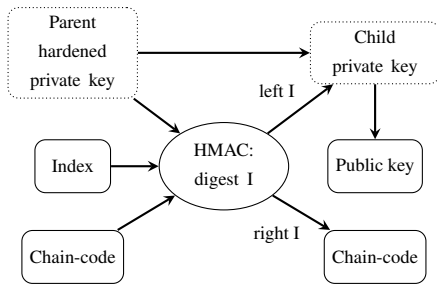 Parent
hardened
private key
Child
private key
left I
HMAC:
digest I
Index
Public key
right I
Chain-code
Chain-code